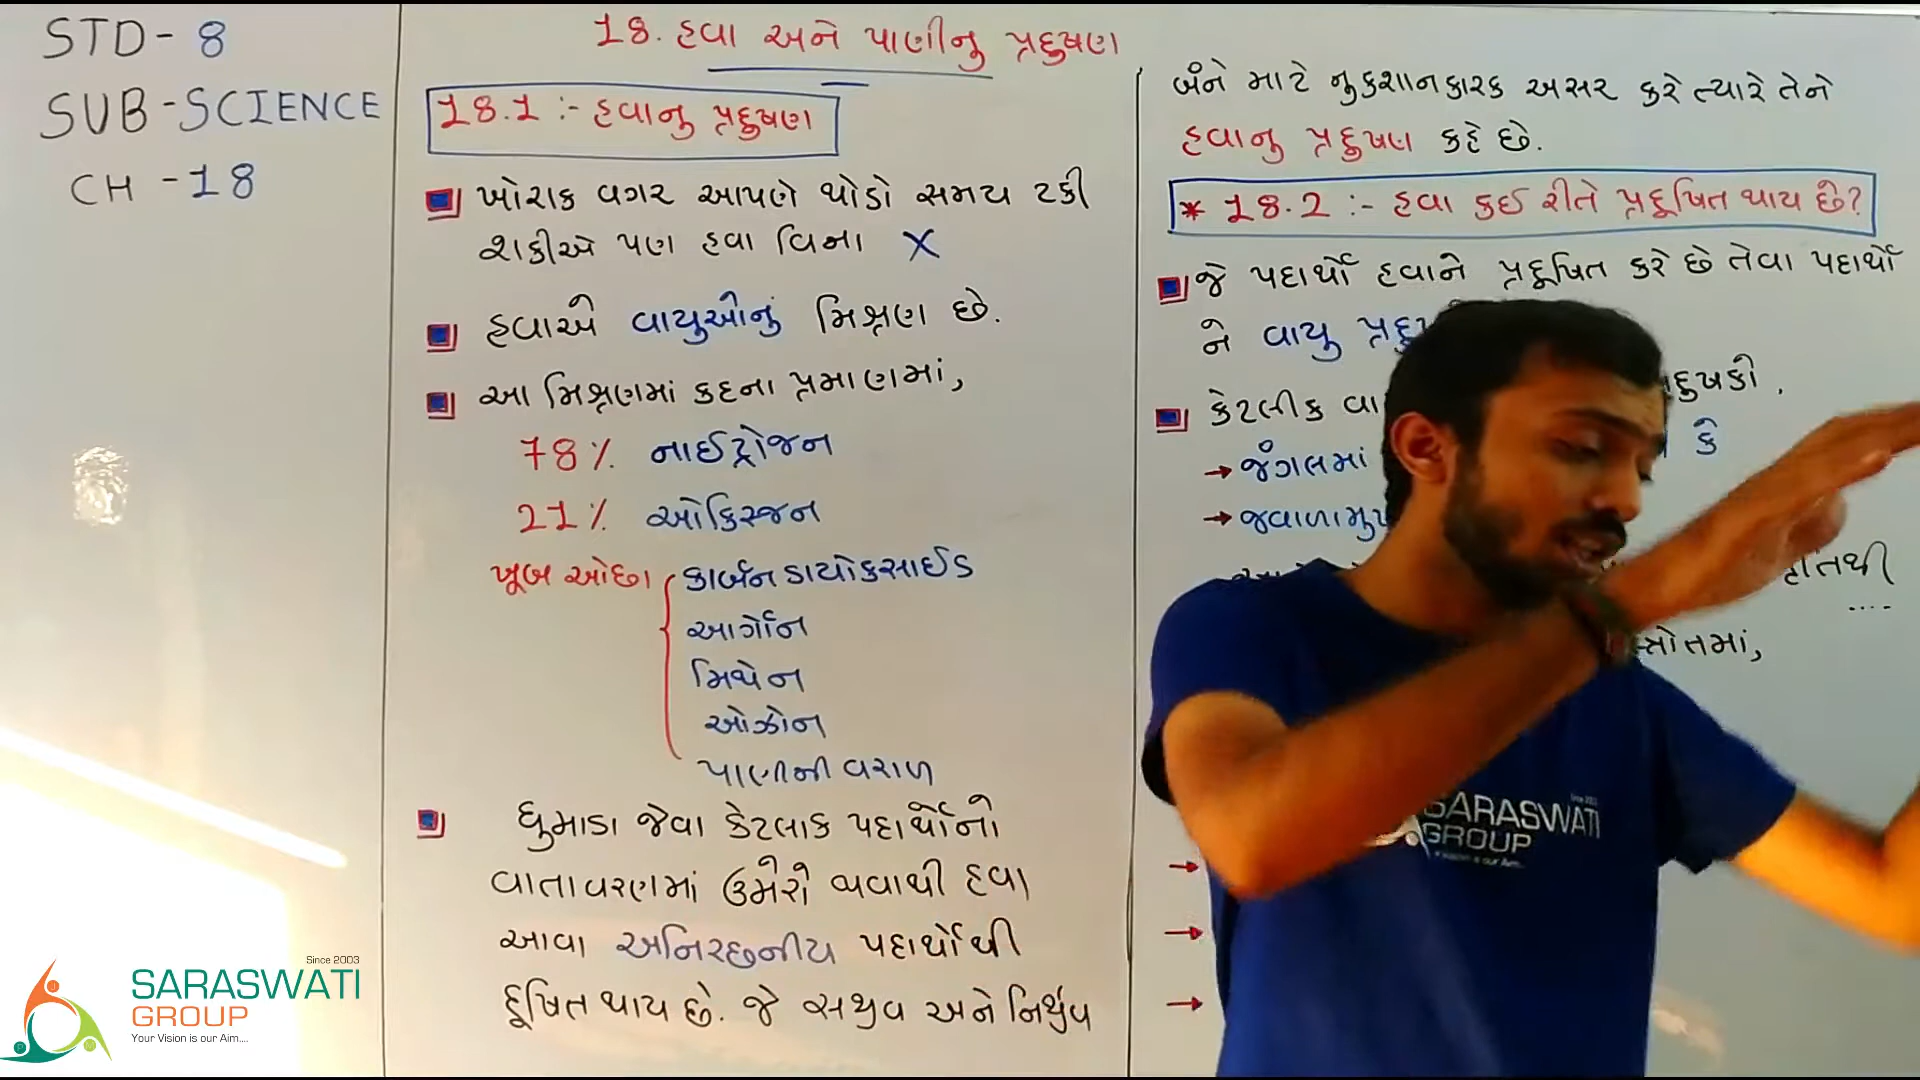 STD- 8
SUB-SCIENCE
CH -18
18. હવા અને પાણીનુ પ્રદુષણ
18.1 :- હવાનુ પ્રદુષણ
ખોરાક વગર આપણે થોડો સમય ટકી
શકીએ પણ હવા વિના X
હવાએ વાયુઓનું મિશ્રણ છે.
આ મિશ્રણમાં કદના પ્રમાણમાં,
78% નાઈટ્રોજન
21% ઓકિસજન
ખૂબ ઓછા કાર્બન ડાયોકસાઈડ
આર્ગોન
મિથેન
ઓઝોન
પાણીની વરાળ
ધુમાડા જેવા કેટલાક પદાર્થોનો
વાતાવરણમાં ઉમેરો થવાથી હવા
આવા અનિચ્છનીય પદાર્થોથી
દૂષિત થાય છે. જે સજીવ અને નિર્જીવ
બંને માટે નુકશાનકારક અસર કરે ત્યારે તેને
હવાનુ પ્રદુષણ કહે છે.
* 18.2 :- હવા કઈ રીતે પ્રદૂષિત થાય છે?
જે પદાર્થો હવાને પ્રદૂષિત કરે છે તેવા પદાર્થો
ને વાયુ
કેટલીક
→ જંગલમાં કે
→
SARASWATI
GROUP
Since 2003
SARASWATI
GROUP
Your Vision is our Aim....